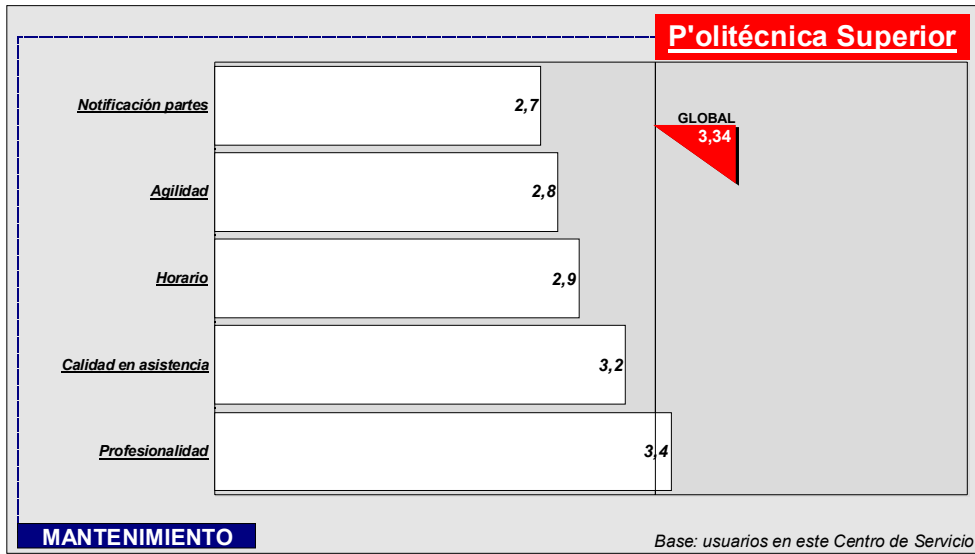 P'olitécnica Superior
Notificación partes
2,7
GLOBAL
3,34
Agilidad
2,8
Horario
2,9
Calidad en asistencia
3,2
Profesionalidad
3,4
MANTENIMIENTO
Base: usuarios en este Centro de Servicio